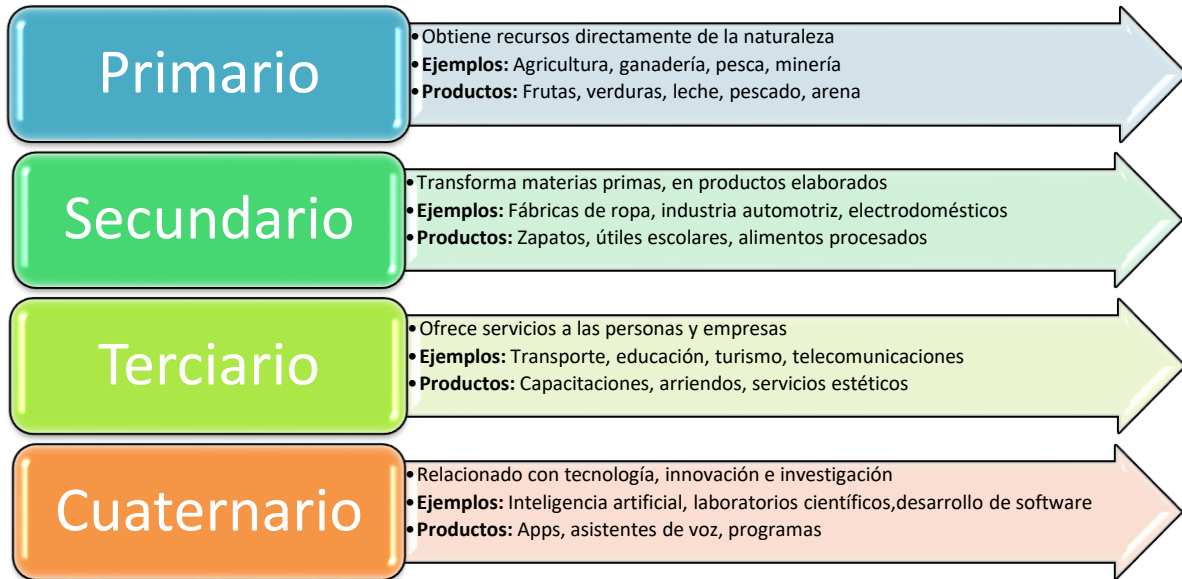 Primario
•Obtiene recursos directamente de la naturaleza
•Ejemplos: Agricultura, ganadería, pesca, minería
•Productos: Frutas, verduras, leche, pescado, arena
Secundario
•Transforma materias primas, en productos elaborados
•Ejemplos: Fábricas de ropa, industria automotriz, electrodomésticos
•Productos: Zapatos, útiles escolares, alimentos procesados
Terciario
•Ofrece servicios a las personas y empresas
•Ejemplos: Transporte, educación, turismo, telecomunicaciones
•Productos: Capacitaciones, arriendos, servicios estéticos
Cuaternario
•Relacionado con tecnología, innovación e investigación
•Ejemplos: Inteligencia artificial, laboratorios científicos,desarrollo de software
•Productos: Apps, asistentes de voz, programas